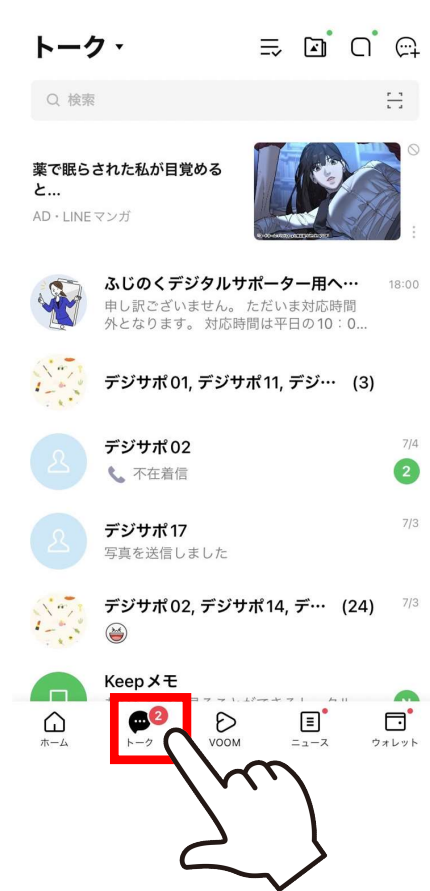 トーク
検索
薬で眠らされた私が目覚める
と...
AD・LINEマンガ
ふじのくデジタルサポーター用へ…
18:00
申し訳ございません。 ただいま対応時間
外となります。 対応時間は平日の10：0...
デジサポ01, デジサポ11, デジ… (3)
デジサポ02
7/4
不在着信
2
デジサポ17
7/3
写真を送信しました
デジサポ02, デジサポ14, デ… (24)
7/3
Keepメモ
2
ホーム
トーク
VOOM
ニュース
ウォレット